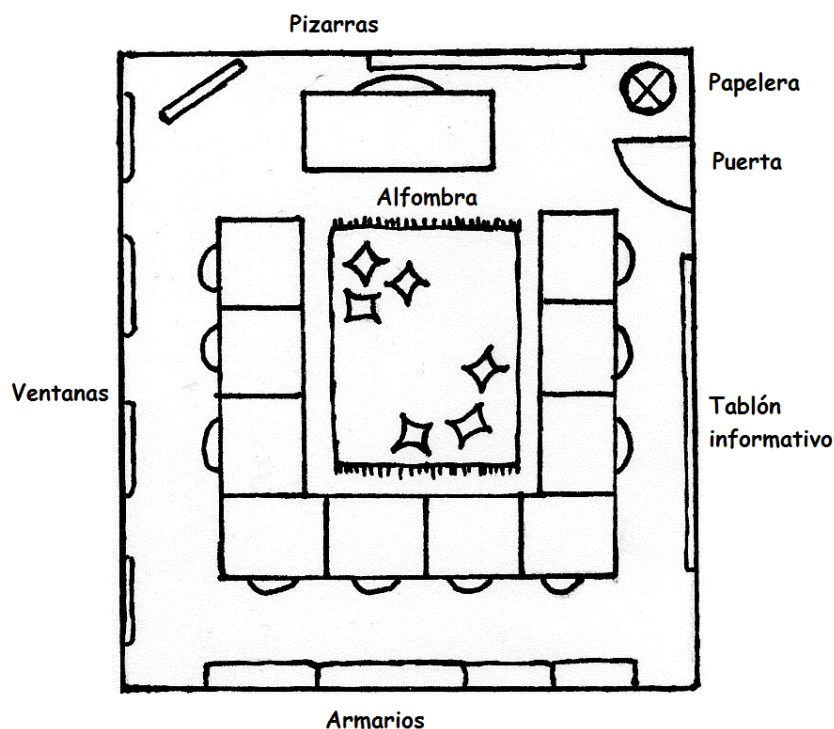 Pizarras
Papelera
Puerta
Alfombra
Ventanas
Tablón
informativo
Armarios